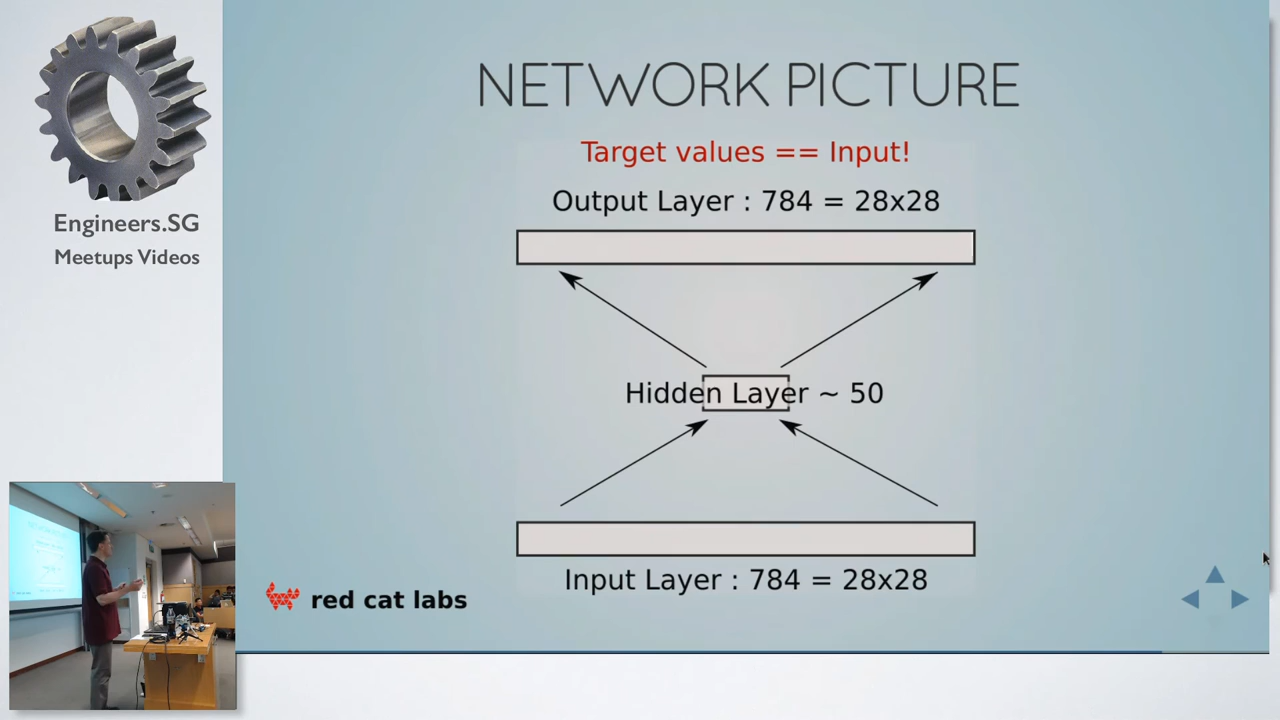 Engineers.SG
Meetups Videos
NETWORK PICTURE
Target values == Input!
Output Layer : 784 = 28x28
Hidden Layer ~ 50
Input Layer : 784 = 28x28
red cat labs